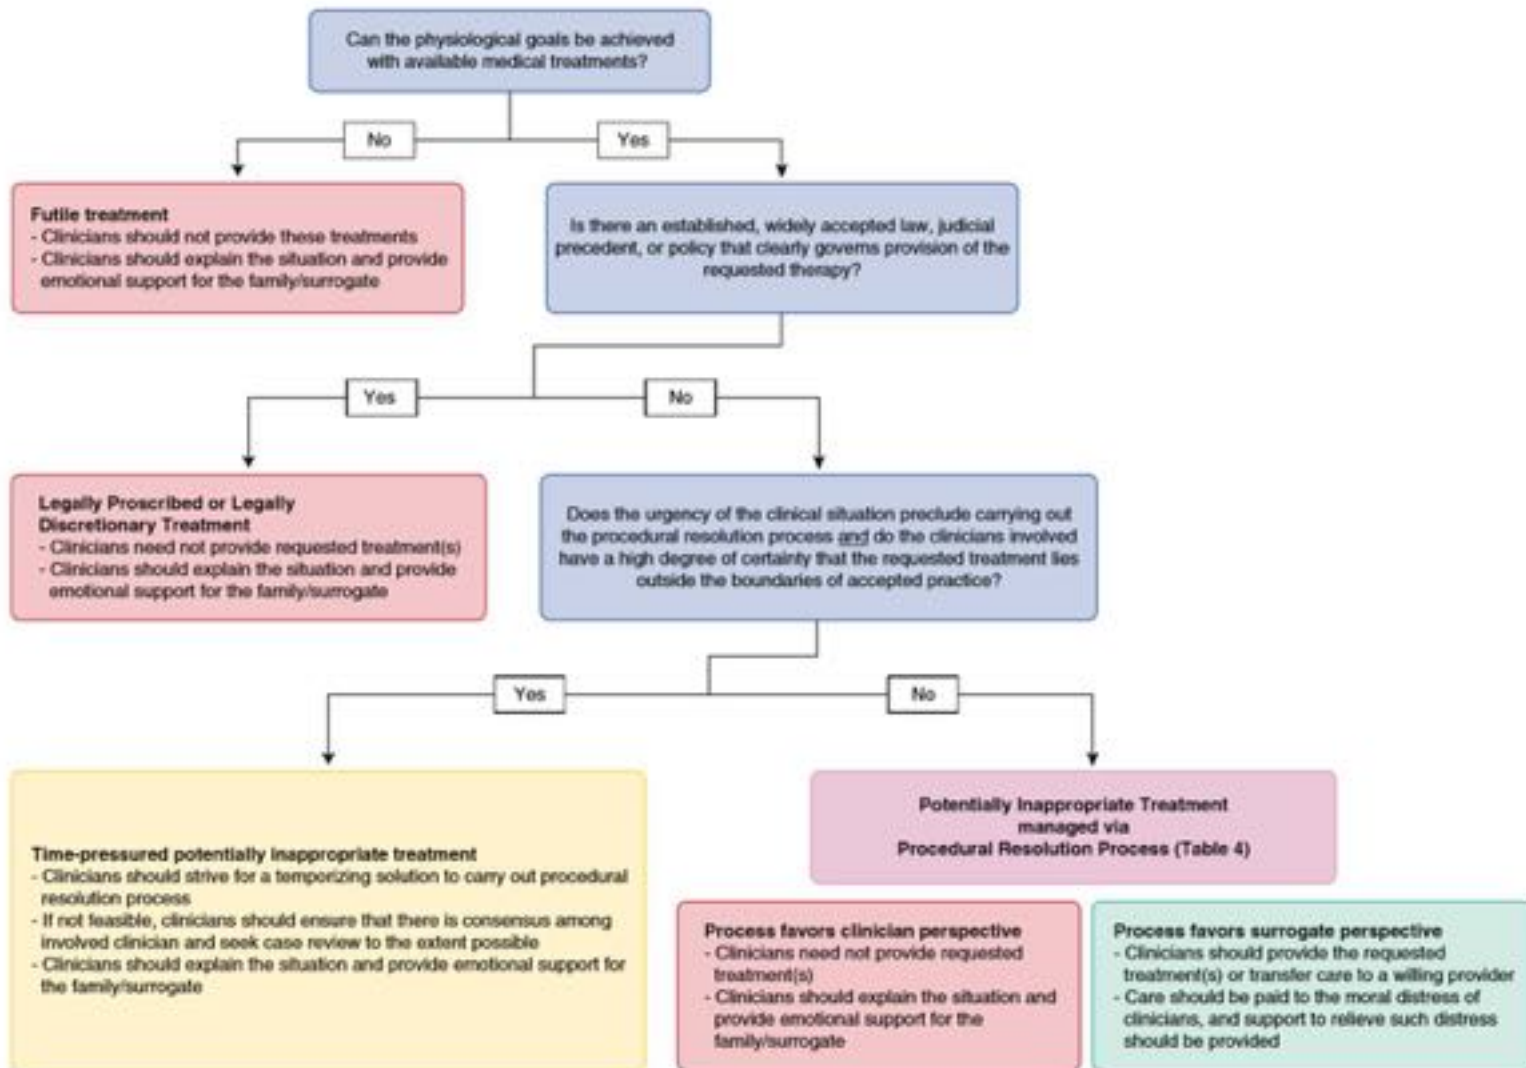 Can the physiological goals be achieved
with available medical treatments?
No
Yes
Futile treatment
- Clinicians should not provide these treatments
- Clinicians should explain the situation and provide
emotional support for the family/surrogate
Is there an established, widely accepted law, judicial
precedent, or policy that clearly governs provision of the
requested therapy?
Yes
No
Legally Proscribed or Legally
Discretionary Treatment
- Clinicians need not provide requested treatment(s)
- Clinicians should explain the situation and provide
emotional support for the family/surrogate
Does the urgency of the clinical situation preclude carrying out
the procedural resolution process and do the clinicians involved
have a high degree of certainty that the requested treatment lies
outside the boundaries of accepted practice?
Yes
No
Time-pressured potentially inappropriate treatment
- Clinicians should strive for a temporizing solution to carry out procedural
resolution process
- If not feasible, clinicians should ensure that there is consensus among
involved clinician and seek case review to the extent possible
- Clinicians should explain the situation and provide emotional support for
the family/surrogate
Potentially Inappropriate Treatment
managed via
Procedural Resolution Process (Table 4)
Process favors clinician perspective
- Clinicians need not provide requested
treatment(s)
- Clinicians should explain the situation and
provide emotional support for the
family/surrogate
Process favors surrogate perspective
- Clinicians should provide the requested
treatment(s) or transfer care to a willing provider
- Care should be paid to the moral distress of
clinicians, and support to relieve such distress
should be provided